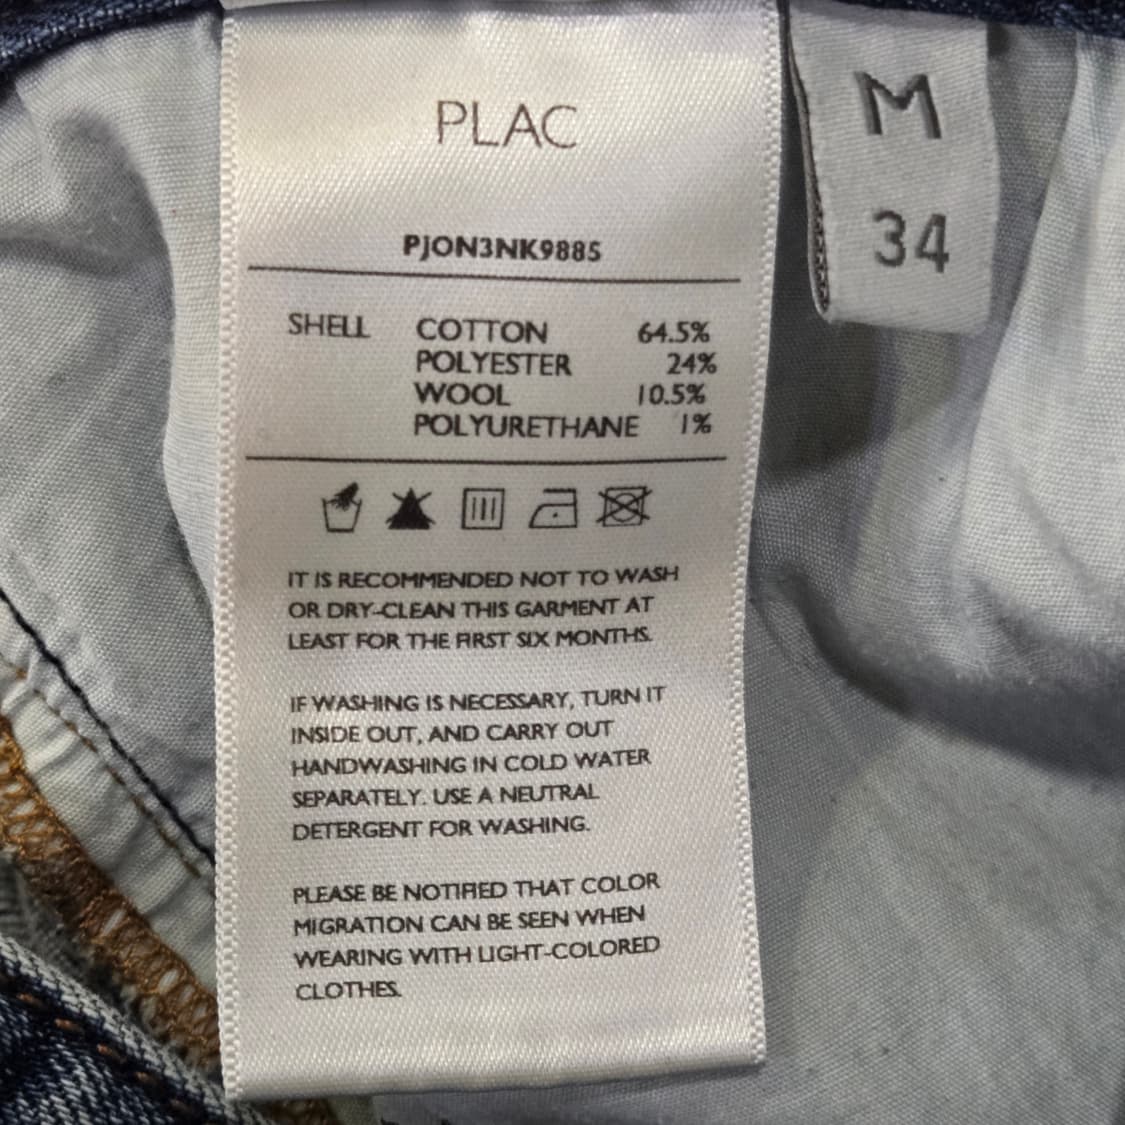 PLAC
PJON3NK9885
SHELL COTTON 64.5%
POLYESTER 24%
WOOL 10.5%
POLYURETHANE 1%
IT IS RECOMMENDED NOT TO WASH
OR DRY-CLEAN THIS GARMENT AT
LEAST FOR THE FIRST SIX MONTHS.
IF WASHING IS NECESSARY, TURN IT
INSIDE OUT, AND CARRY OUT
HANDWASHING IN COLD WATER
SEPARATELY. USE A NEUTRAL
DETERGENT FOR WASHING.
PLEASE BE NOTIFIED THAT COLOR
MIGRATION CAN BE SEEN WHEN
WEARING WITH LIGHT-COLORED
CLOTHES.
M
34